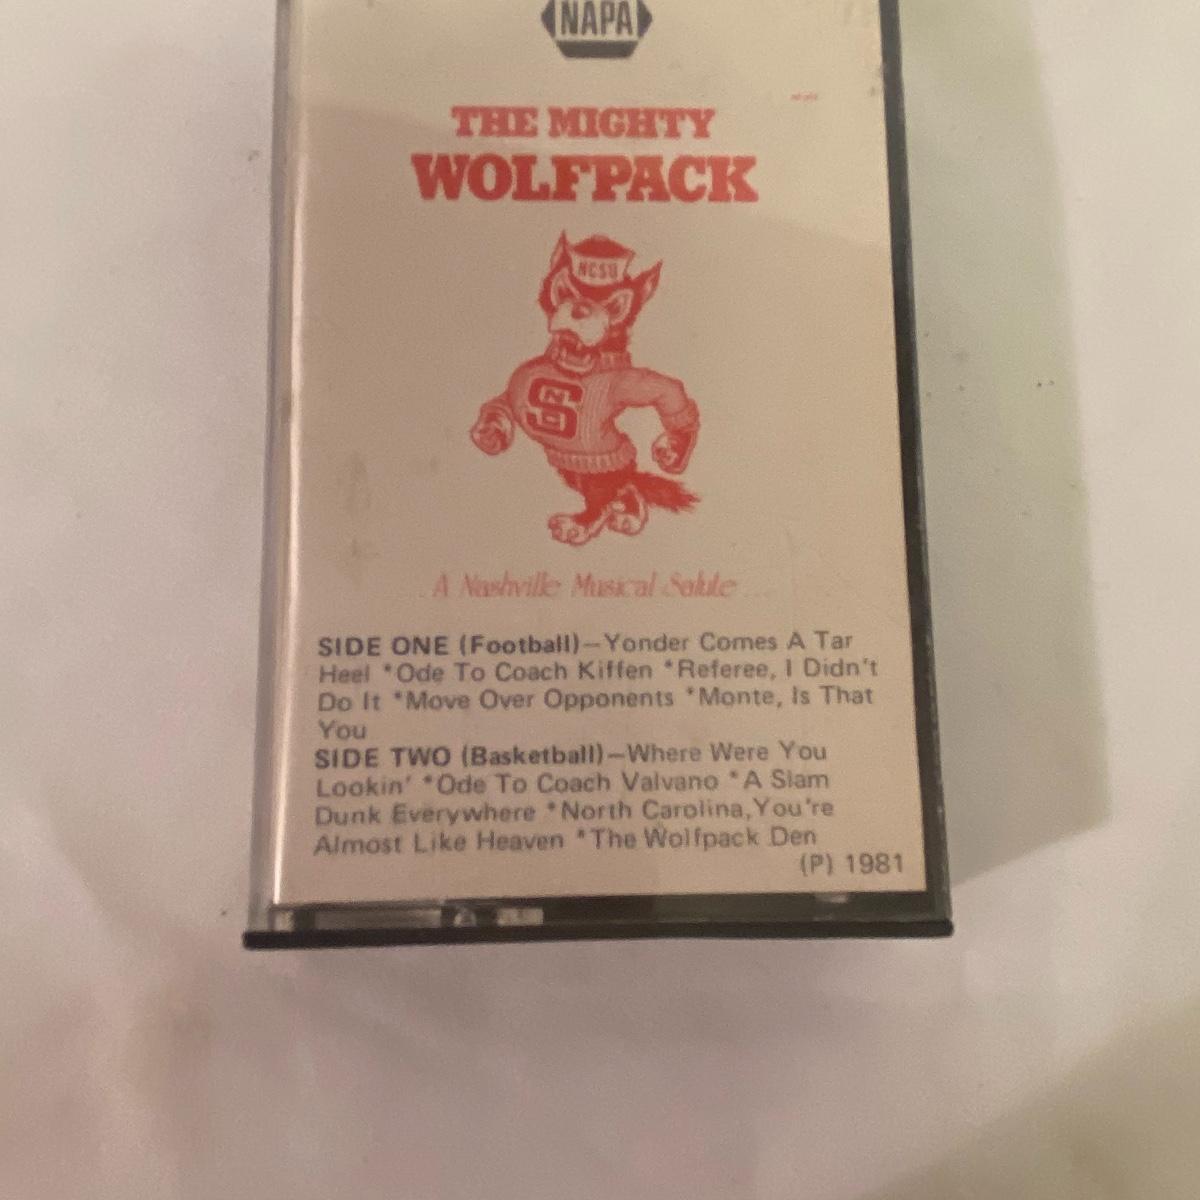 NAPA
THE MIGHTY
WOLFPACK
NCSU
NCS
A Nashville Musical Salute ...
SIDE ONE (Football)—Yonder Comes A Tar
Heel *Ode To Coach Kiffen *Referee, I Didn't
Do It *Move Over Opponents *Monte, Is That
You
SIDE TWO (Basketball)—Where Were You
Lookin' *Ode To Coach Valvano *A Slam
Dunk Everywhere *North Carolina,You're
Almost Like Heaven *The Wolfpack Den
(P) 1981